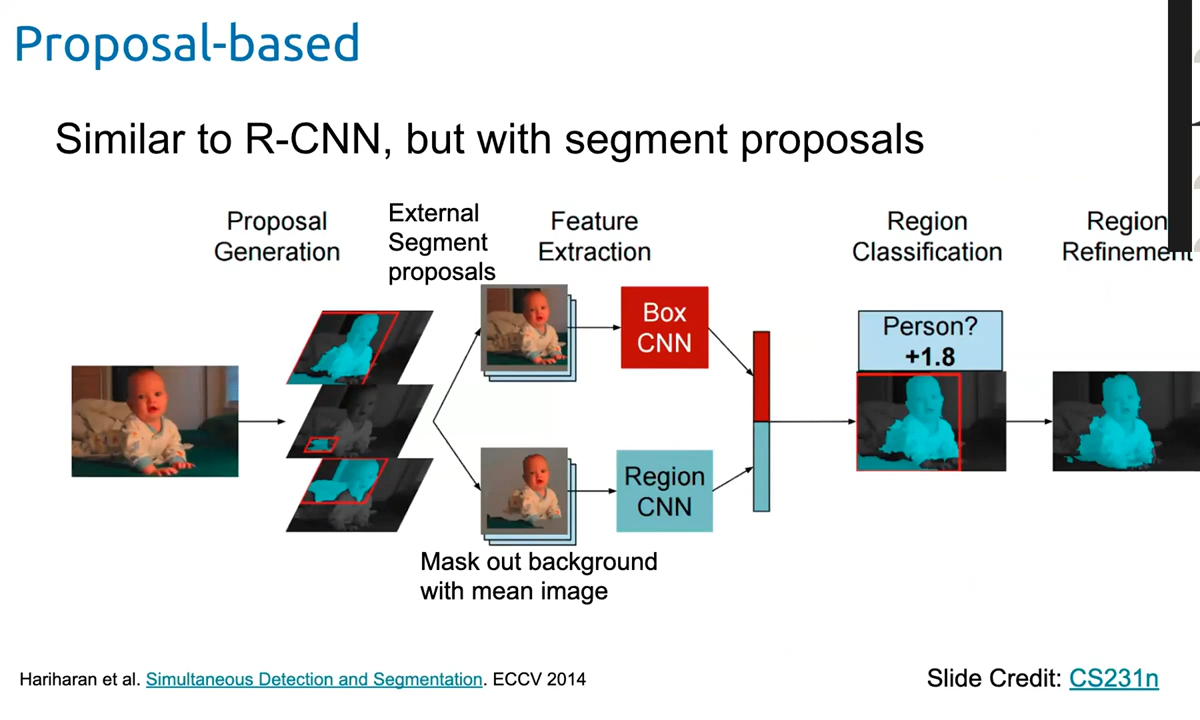 Proposal-based
Similar to R-CNN, but with segment proposals
Proposal
Generation
External
Segment
proposals
Feature
Extraction
Region
Classification
Region
Refinement
Box
CNN
Person?
+1.8
Region
CNN
Mask out background
with mean image
Hariharan et al. Simultaneous Detection and Segmentation. ECCV 2014
Slide Credit: CS231n